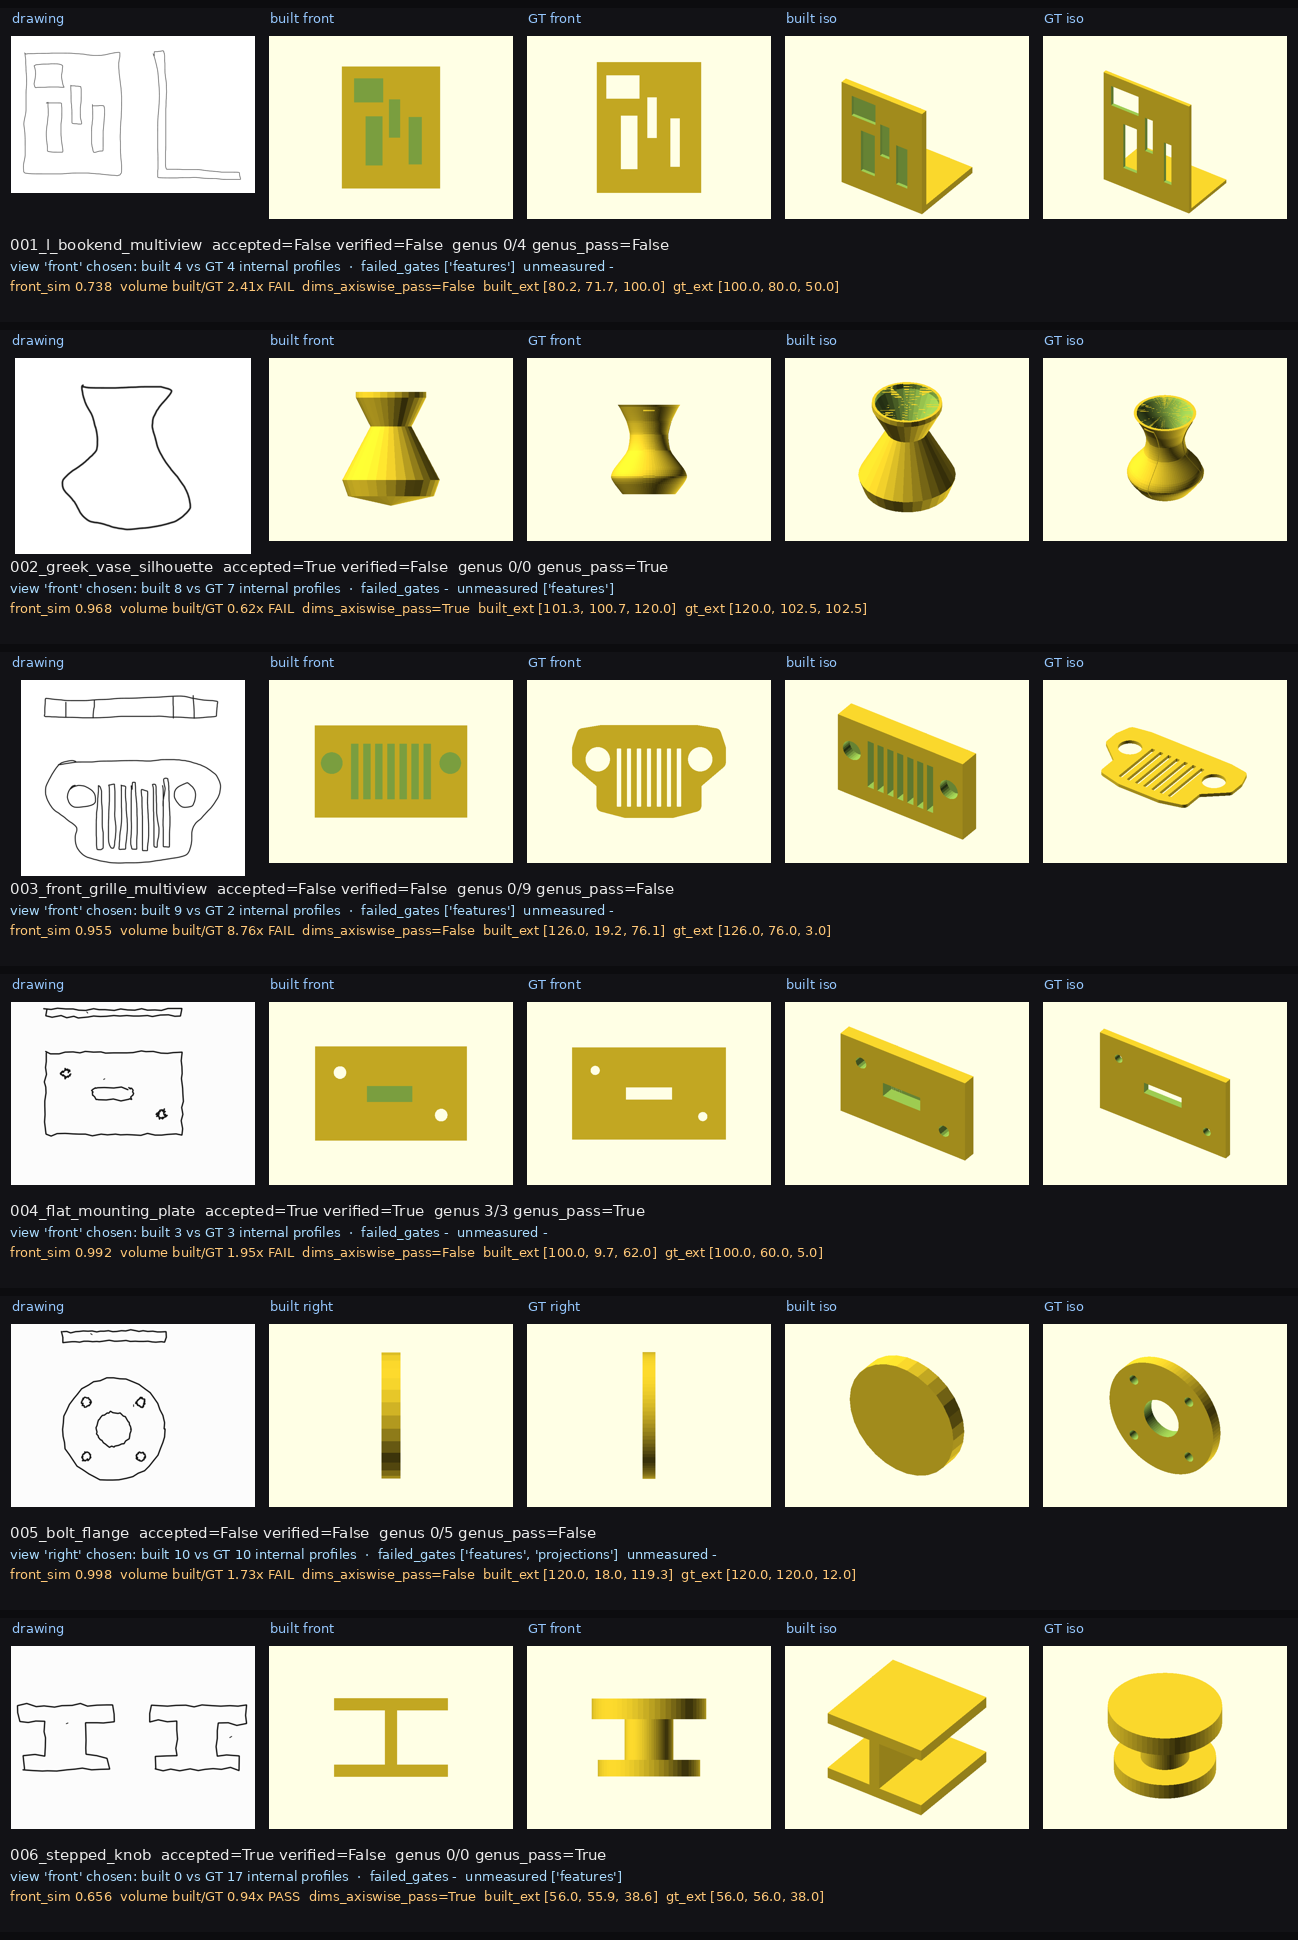 drawing built front GT front built iso GT iso
001_l_bookend_multiview accepted=False verified=False genus 0/4 genus_pass=False
view 'front' chosen: built 4 vs GT 4 internal profiles · failed_gates ['features'] unmeasured -
front_sim 0.738 volume built/GT 2.41x FAIL dims_axiswise_pass=False built_ext [80.2, 71.7, 100.0] gt_ext [100.0, 80.0, 50.0]
drawing built front GT front built iso GT iso
002_greek_vase_silhouette accepted=True verified=False genus 0/0 genus_pass=True
view 'front' chosen: built 8 vs GT 7 internal profiles · failed_gates - unmeasured ['features']
front_sim 0.968 volume built/GT 0.62x FAIL dims_axiswise_pass=True built_ext [101.3, 100.7, 120.0] gt_ext [120.0, 102.5, 102.5]
drawing built front GT front built iso GT iso
003_front_grille_multiview accepted=False verified=False genus 0/9 genus_pass=False
view 'front' chosen: built 9 vs GT 2 internal profiles · failed_gates ['features'] unmeasured -
front_sim 0.955 volume built/GT 8.76x FAIL dims_axiswise_pass=False built_ext [126.0, 19.2, 76.1] gt_ext [126.0, 76.0, 3.0]
drawing built front GT front built iso GT iso
004_flat_mounting_plate accepted=True verified=True genus 3/3 genus_pass=True
view 'front' chosen: built 3 vs GT 3 internal profiles · failed_gates - unmeasured -
front_sim 0.992 volume built/GT 1.95x FAIL dims_axiswise_pass=False built_ext [100.0, 9.7, 62.0] gt_ext [100.0, 60.0, 5.0]
drawing built right GT right built iso GT iso
005_bolt_flange accepted=False verified=False genus 0/5 genus_pass=False
view 'right' chosen: built 10 vs GT 10 internal profiles · failed_gates ['features', 'projections'] unmeasured -
front_sim 0.998 volume built/GT 1.73x FAIL dims_axiswise_pass=False built_ext [120.0, 18.0, 119.3] gt_ext [120.0, 120.0, 12.0]
drawing built front GT front built iso GT iso
006_stepped_knob accepted=True verified=False genus 0/0 genus_pass=True
view 'front' chosen: built 0 vs GT 17 internal profiles · failed_gates - unmeasured ['features']
front_sim 0.656 volume built/GT 0.94x PASS dims_axiswise_pass=True built_ext [56.0, 55.9, 38.6] gt_ext [56.0, 56.0, 38.0]